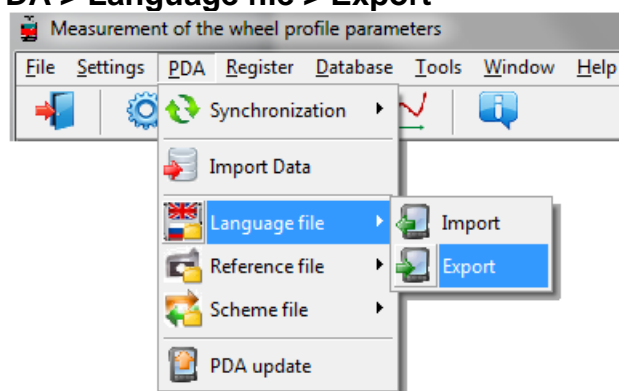 DA > Language file > Export
Measurement of the wheel profile parameters
File Settings PDA Register Database Tools Window Help
Synchronization
Import Data
Language file
Import
Reference file
Export
Scheme file
PDA update